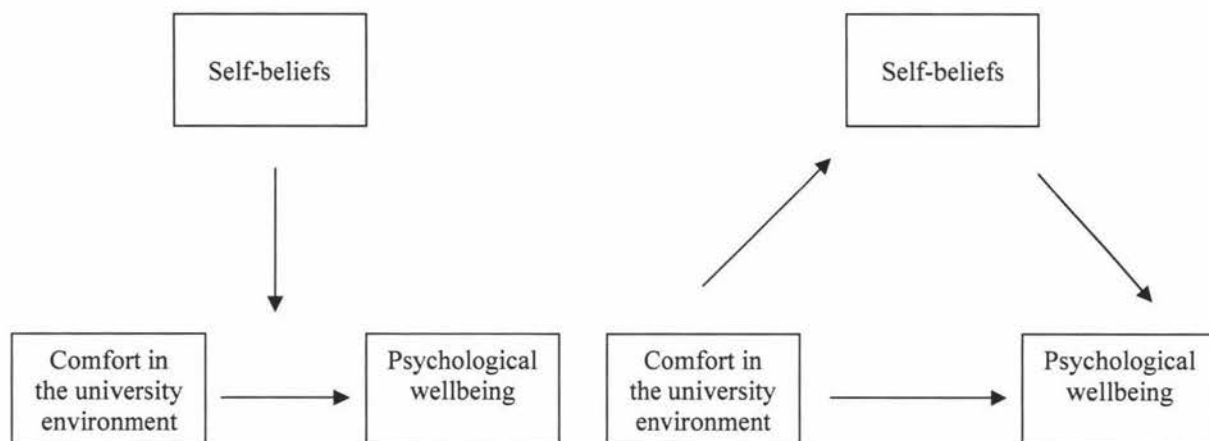 Self-beliefs
Self-beliefs
Comfort in
the university
environment
Psychological
wellbeing
Comfort in
the university
environment
Psychological
wellbeing